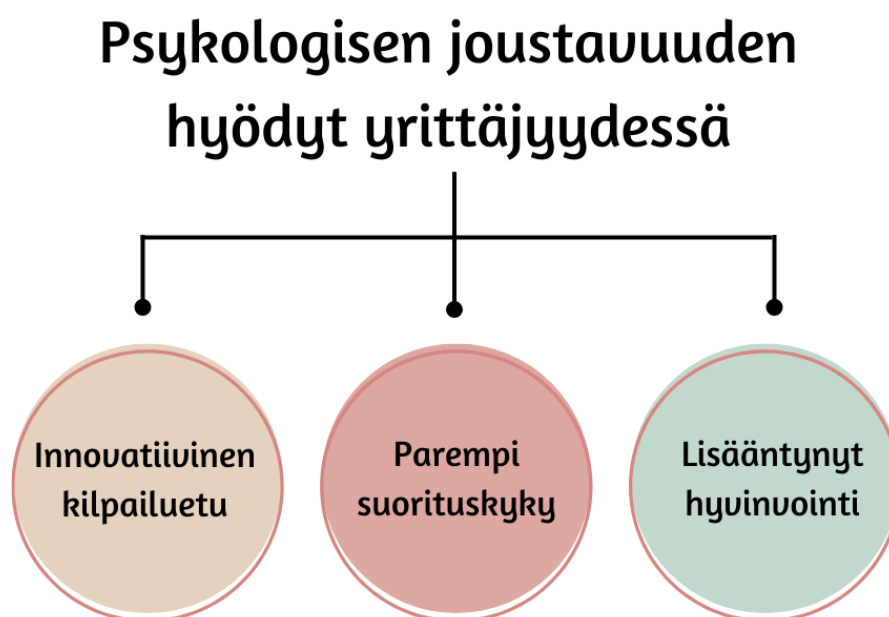 Psykologisen joustavuuden
hyödyt yrittäjyydessä
Innovatiivinen
kilpailuetu
Parempi
suorituskyky
Lisääntynyt
hyvinvointi